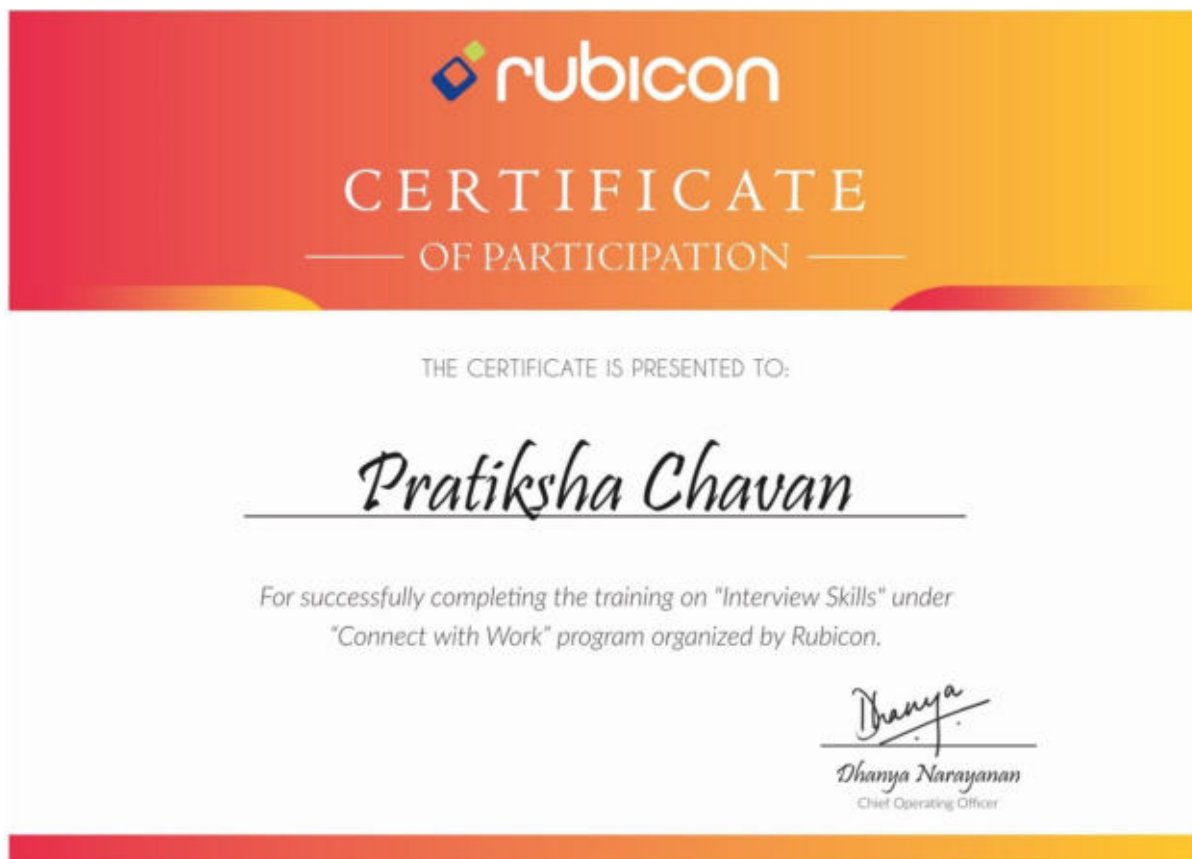 rubicon
CERTIFICATE
OF PARTICIPATION
THE CERTIFICATE IS PRESENTED TO:
Pratiksha Chavan
For successfully completing the training on "Interview Skills" under
"Connect with Work" program organized by Rubicon.
Dhanya
Dhanya Narayanan
Chief Operating Officer